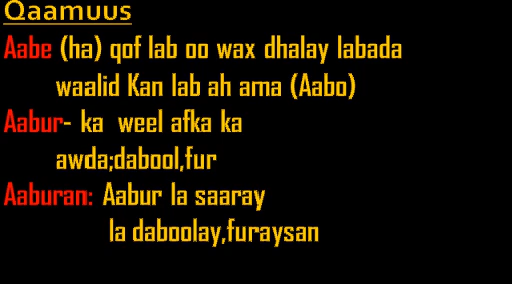 Qaamuus
Aabe (ha) qof lab oo wax dhalay labada
waalid Kan lab ah ama (Aabo)
Aabur- ka weel afka ka
awda;dabool,fur
Aaburan: Aabur la saaray
la daboolay,furaysan